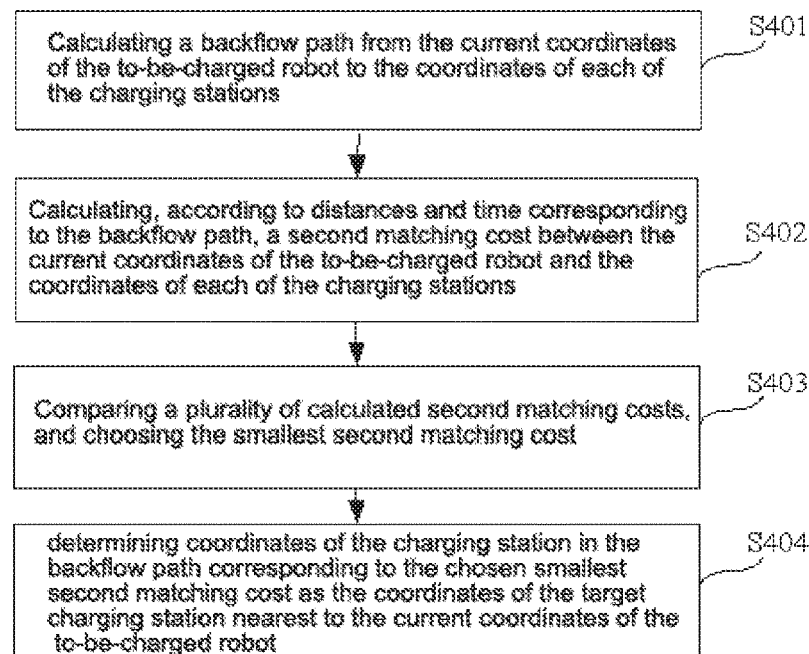 S401
Calculating a backflow path from the current coordinates
of the to-be-charged robot to the coordinates of each of
the charging stations
S402
Calculating, according to distances and time corresponding
to the backflow path, a second matching cost between the
current coordinates of the to-be-charged robot and the
coordinates of each of the charging stations
S403
Comparing a plurality of calculated second matching costs,
and choosing the smallest second matching cost
S404
determining coordinates of the charging station in the
backflow path corresponding to the chosen smallest
second matching cost as the coordinates of the target
charging station nearest to the current coordinates of the
to-be-charged robot